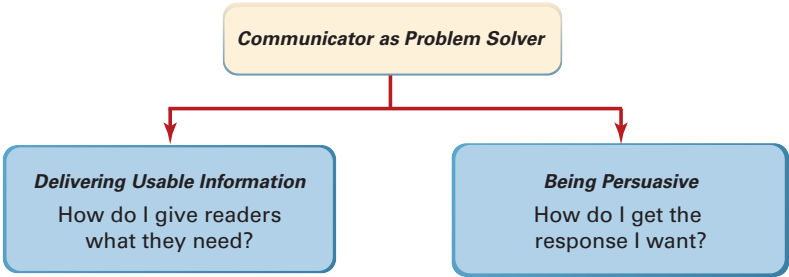 Communicator as Problem Solver
Delivering Usable Information
How do I give readers
what they need?
Being Persuasive
How do I get the
response I want?